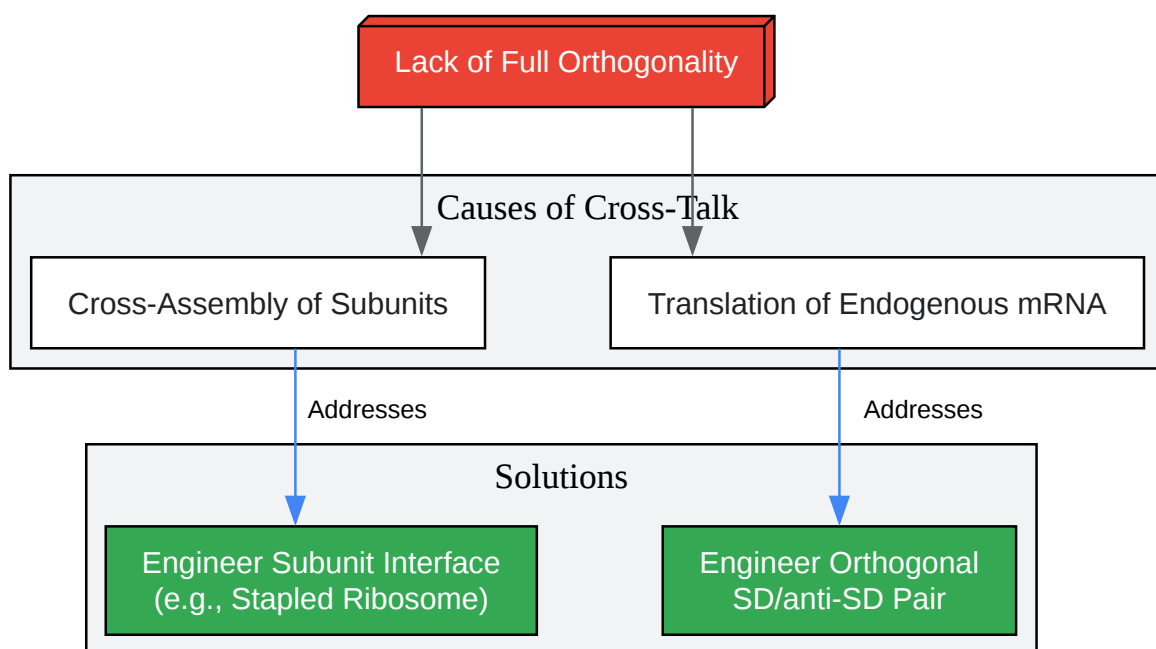 Lack of Full Orthogonality
Causes of Cross-Talk
Cross-Assembly of Subunits
Translation of Endogenous mRNA
Addresses
Addresses
Solutions
Engineer Subunit Interface
(e.g., Stapled Ribosome)
Engineer Orthogonal
SD/anti-SD Pair